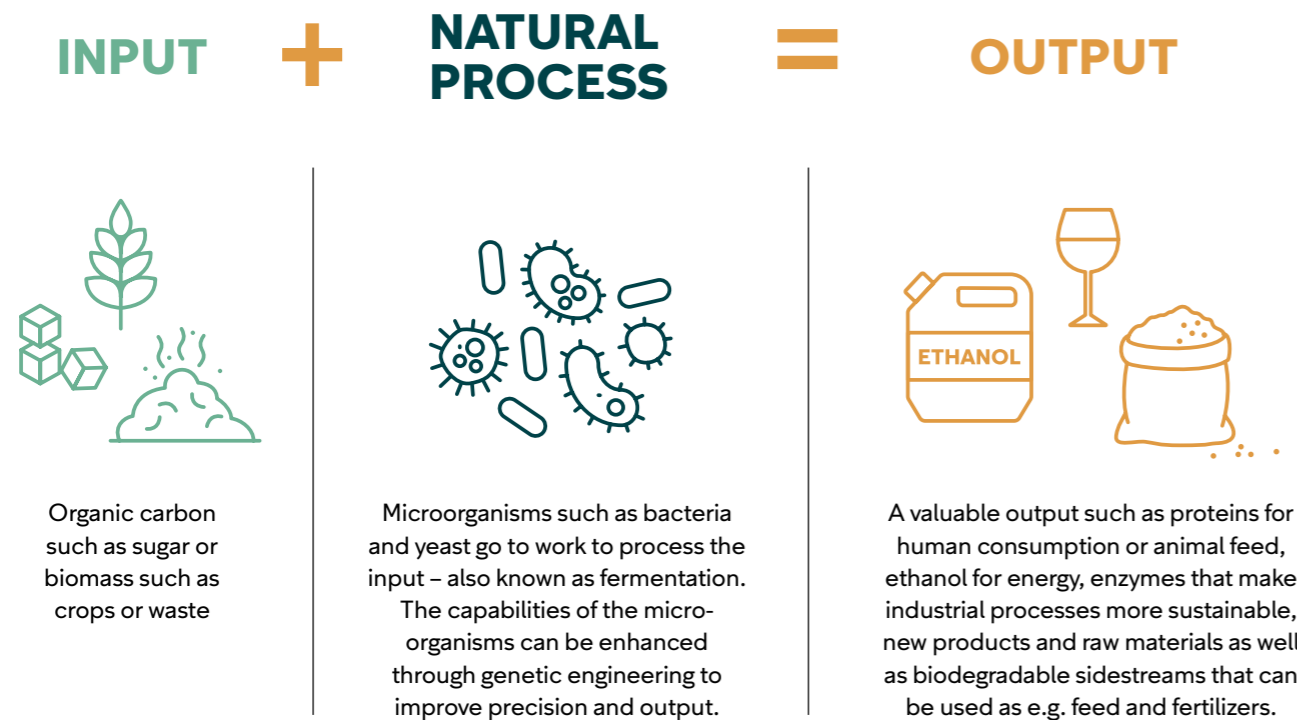 INPUT + NATURAL PROCESS = OUTPUT
ETHANOL
Organic carbon
such as sugar or
biomass such as
crops or waste
Microorganisms such as bacteria
and yeast go to work to process the
input – also known as fermentation.
The capabilities of the micro-
organisms can be enhanced
through genetic engineering to
improve precision and output.
A valuable output such as proteins for
human consumption or animal feed,
ethanol for energy, enzymes that make
industrial processes more sustainable,
new products and raw materials as well
as biodegradable sidestreams that can
be used as e.g. feed and fertilizers.